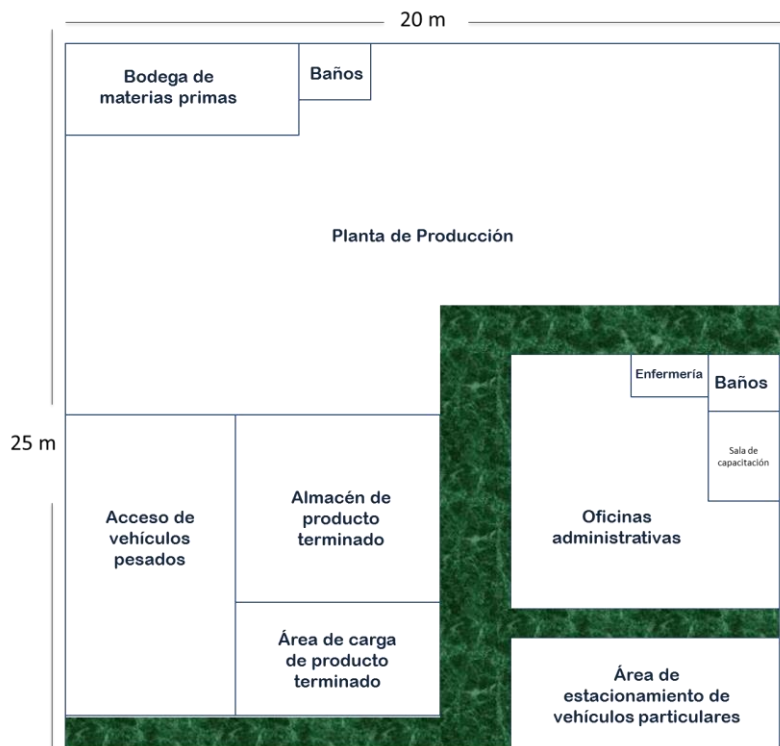 20 m
Bodega de
materias primas
Baños
Planta de Producción
Enfermería
Baños
25 m
Sala de
capacitación
Acceso de
vehículos
pesados
Almacén de
producto
terminado
Oficinas
administrativas
Área de carga
de producto
terminado
Área de
estacionamiento de
vehículos particulares